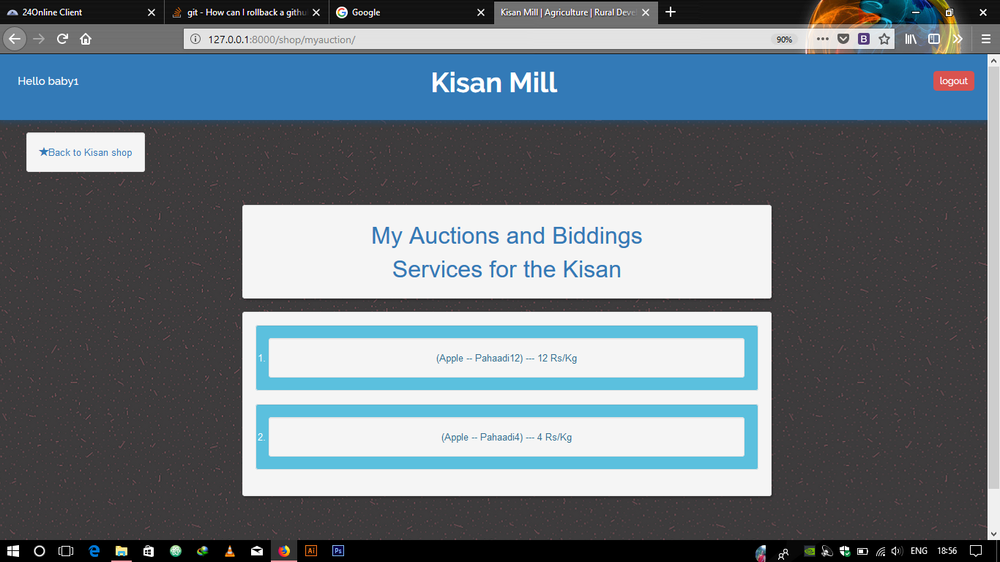 24Online Client
git - How can I rollback a githu
Google
Kisan Mill | Agriculture | Rural Deve
127.0.0.1:8000/shop/myauction/
90%
B
Hello baby1
Kisan Mill
logout
Back to Kisan shop
My Auctions and Biddings
Services for the Kisan
1.
(Apple -- Pahaadi12) --- 12 Rs/Kg
2.
(Apple -- Pahaadi4) --- 4 Rs/Kg
Ai
Ps
ENG
18:56